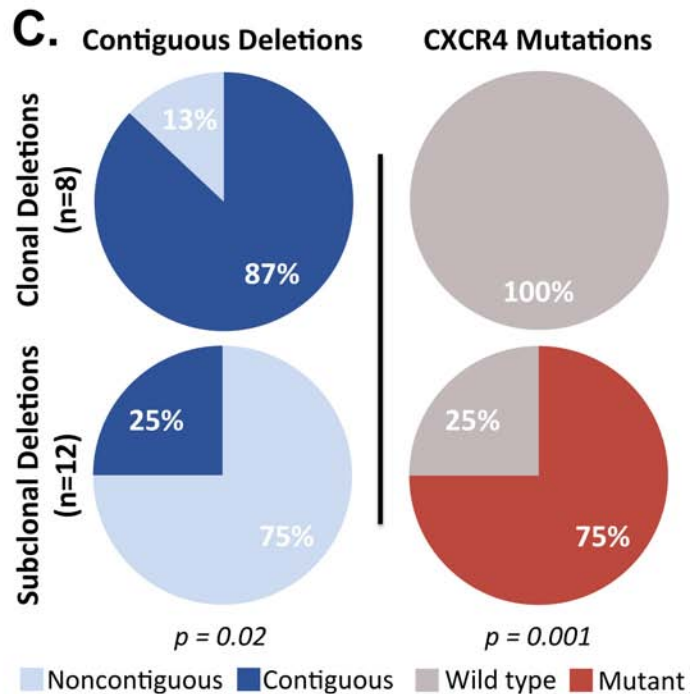 C.
Contiguous Deletions
CXCR4 Mutations
Clonal Deletions
(n=8)
13%
87%
100%
Subclonal Deletions
(n=12)
25%
75%
25%
75%
p = 0.02
p = 0.001
Noncontiguous
Contiguous
Wild type
Mutant